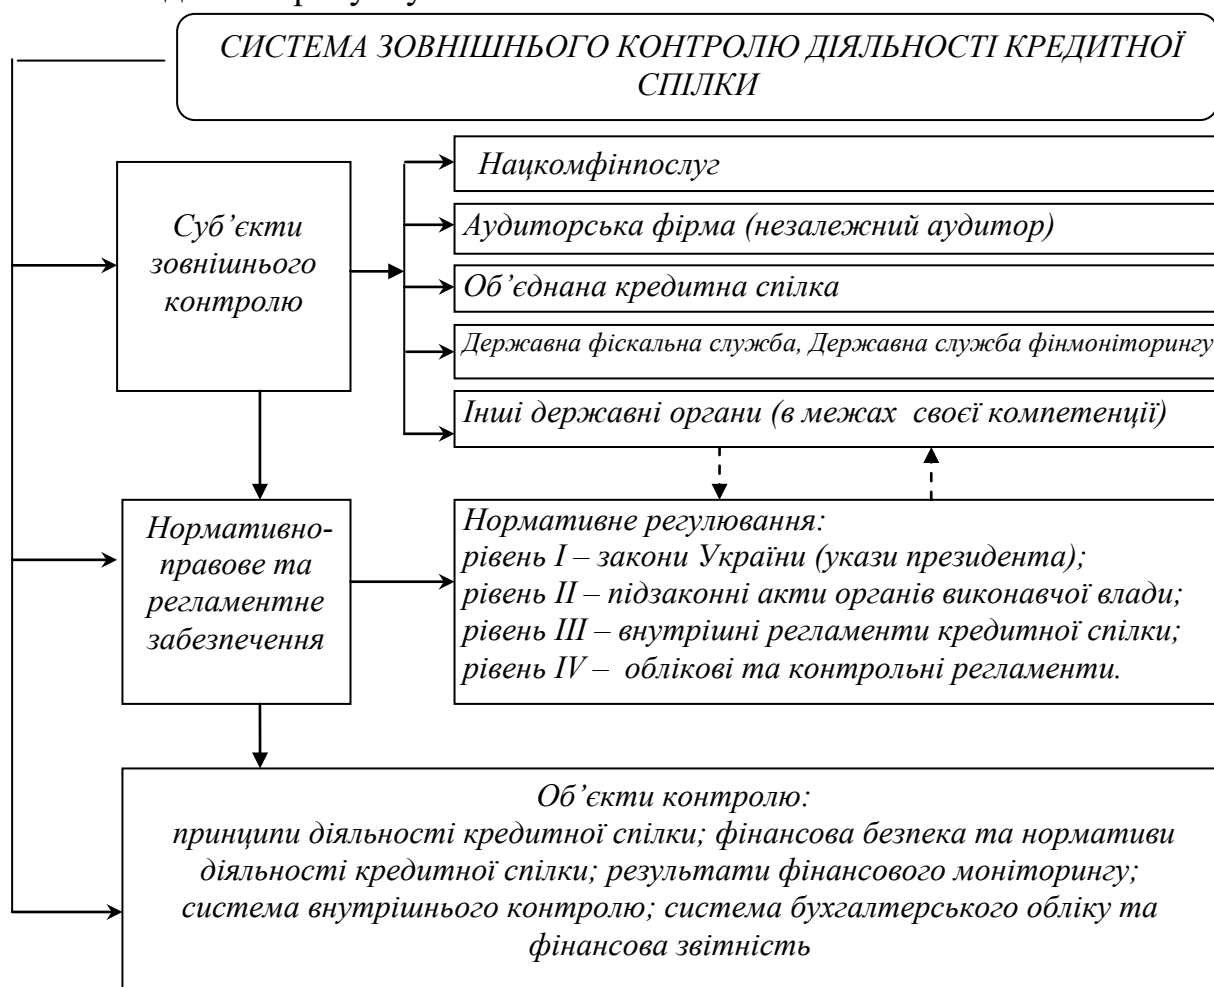 СИСТЕМА ЗОВНІШНЬОГО КОНТРОЛЮ ДІЯЛЬНОСТІ КРЕДИТНОЇ
СПІЛКИ
Суб’єкти
зовнішнього
контролю
Нацкомфінпослуг
Аудиторська фірма (незалежний аудитор)
Об’єднана кредитна спілка
Державна фіскальна служба, Державна служба фінмоніторингу
Інші державні органи (в межах своєї компетенції)
Нормативно-
правове та
регламентне
забезпечення
Нормативне регулювання:
рівень І – закони України (укази президента);
рівень ІІ – підзаконні акти органів виконавчої влади;
рівень ІІІ – внутрішні регламенти кредитної спілки;
рівень IV – облікові та контрольні регламенти.
Об’єкти контролю:
принципи діяльності кредитної спілки; фінансова безпека та нормативи
діяльності кредитної спілки; результати фінансового моніторингу;
система внутрішнього контролю; система бухгалтерського обліку та
фінансова звітність